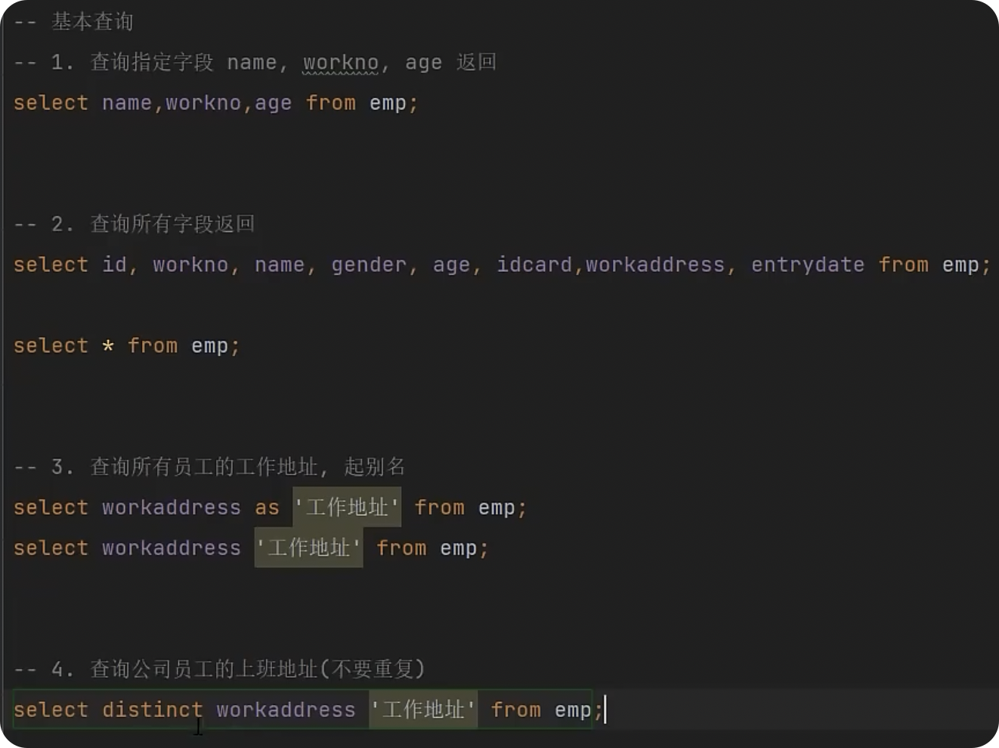 -- 基本查询
-- 1. 查询指定字段 name, workno, age 返回
select name,workno,age from emp;
-- 2. 查询所有字段返回
select id, workno, name, gender, age, idcard,workaddress, entrydate from emp;
select * from emp;
-- 3. 查询所有员工的工作地址, 起别名
select workaddress as '工作地址' from emp;
select workaddress '工作地址' from emp;
-- 4. 查询公司员工的上班地址(不要重复)
select distinct workaddress '工作地址' from emp;